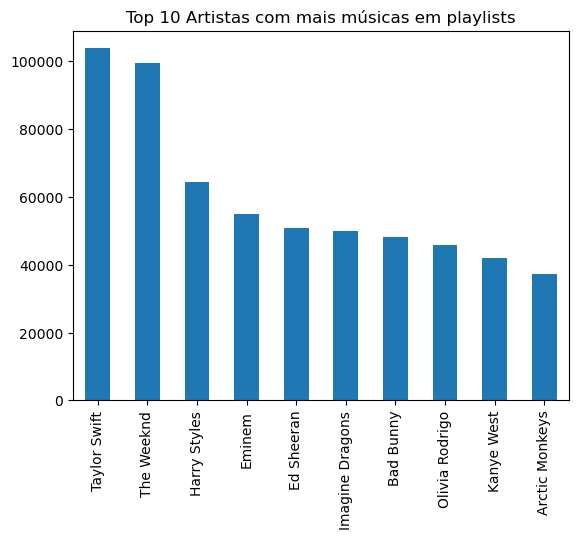 Top 10 Artistas com mais músicas em playlists
100000
80000
60000
40000
20000
0
Taylor Swift
The Weeknd
Harry Styles
Eminem
Ed Sheeran
Imagine Dragons
Bad Bunny
Olivia Rodrigo
Kanye West
Arctic Monkeys